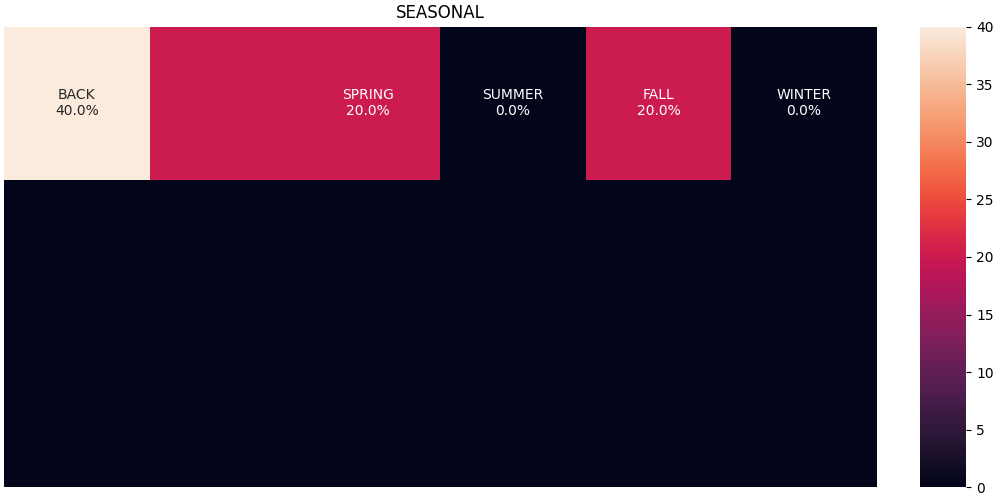 SEASONAL
BACK
40.0%
SPRING
20.0%
SUMMER
0.0%
FALL
20.0%
WINTER
0.0%
40
35
30
25
20
15
10
5
0